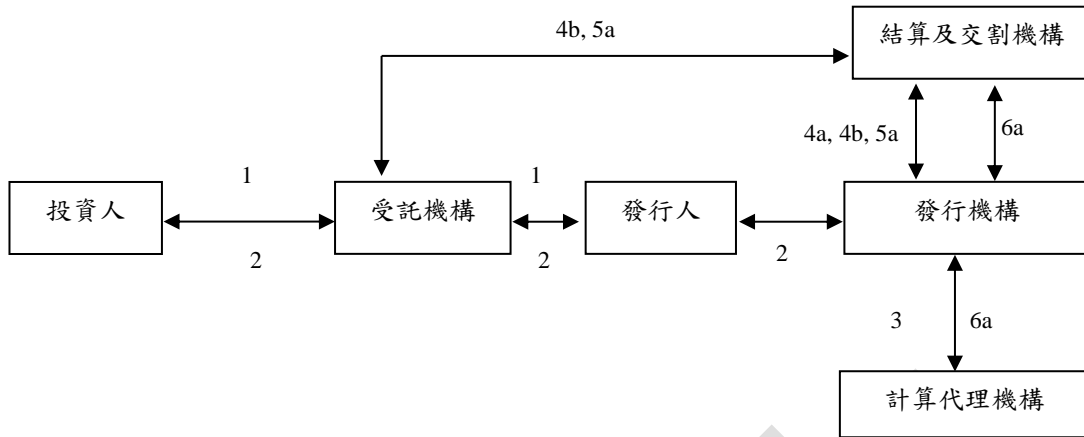 4b, 5a
結算及交割機構
4a, 4b, 5a
6a
1
1
投資人
受託機構
發行人
發行機構
2
2
2
3
6a
計算代理機構